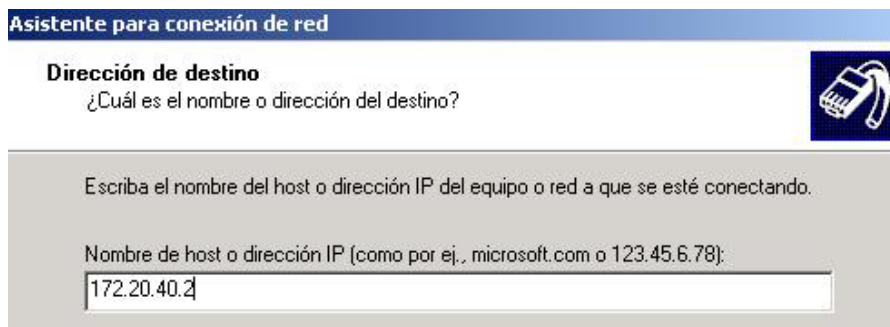 Asistente para conexión de red
Dirección de destino
¿Cuál es el nombre o dirección del destino?
Escriba el nombre del host o dirección IP del equipo o red a que se esté conectando.
Nombre de host o dirección IP (como por ej., microsoft.com o 123.45.6.78):
172.20.40.2